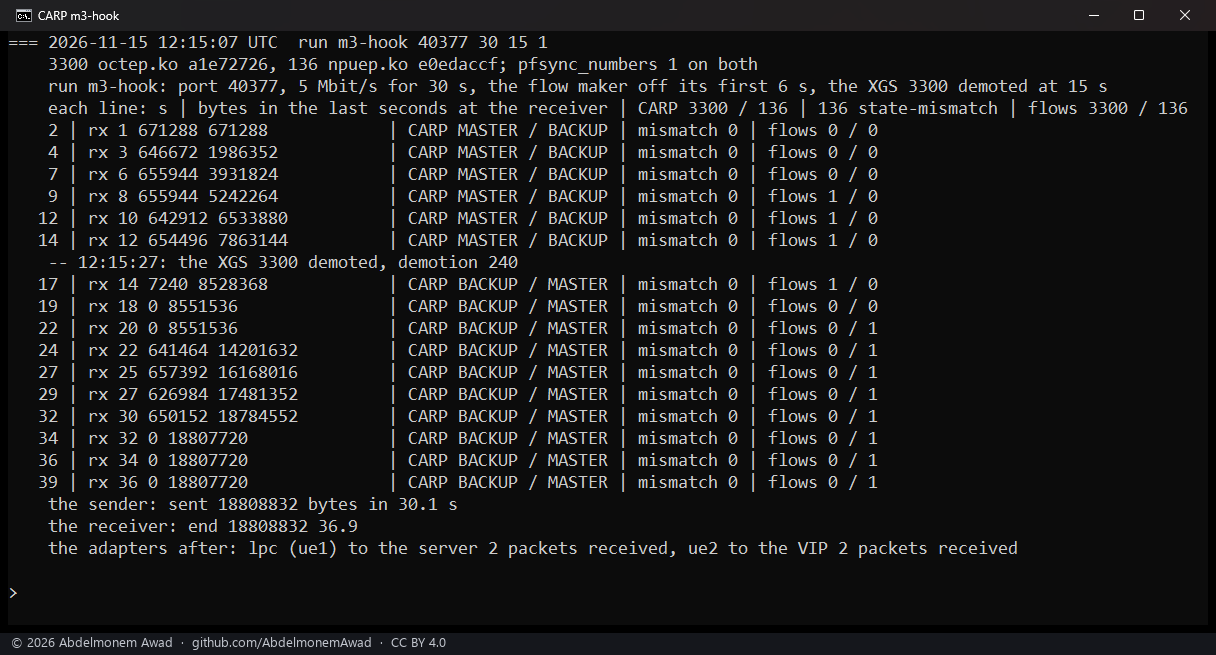 CARP m3-hook
=== 2026-11-15 12:15:07 UTC  run m3-hook 40377 30 15 1
3300 octep.ko a1e72726, 136 npuep.ko e0edaccf; pfsync_numbers 1 on both
run m3-hook: port 40377, 5 Mbit/s for 30 s, the flow maker off its first 6 s, the XGS 3300 demoted at 15 s
each line: s | bytes in the last seconds at the receiver | CARP 3300 / 136 | 136 state-mismatch | flows 3300 / 136
2 | rx 1 671288 671288 | CARP MASTER / BACKUP | mismatch 0 | flows 0 / 0
4 | rx 3 646672 1986352 | CARP MASTER / BACKUP | mismatch 0 | flows 0 / 0
7 | rx 6 655944 3931824 | CARP MASTER / BACKUP | mismatch 0 | flows 0 / 0
9 | rx 8 655944 5242264 | CARP MASTER / BACKUP | mismatch 0 | flows 1 / 0
12 | rx 10 642912 6533880 | CARP MASTER / BACKUP | mismatch 0 | flows 1 / 0
14 | rx 12 654496 7863144 | CARP MASTER / BACKUP | mismatch 0 | flows 1 / 0
-- 12:15:27: the XGS 3300 demoted, demotion 240
17 | rx 14 7240 8528368 | CARP BACKUP / MASTER | mismatch 0 | flows 1 / 0
19 | rx 18 0 8551536 | CARP BACKUP / MASTER | mismatch 0 | flows 0 / 0
22 | rx 20 0 8551536 | CARP BACKUP / MASTER | mismatch 0 | flows 0 / 1
24 | rx 22 641464 14201632 | CARP BACKUP / MASTER | mismatch 0 | flows 0 / 1
27 | rx 25 657392 16168016 | CARP BACKUP / MASTER | mismatch 0 | flows 0 / 1
29 | rx 27 626984 17481352 | CARP BACKUP / MASTER | mismatch 0 | flows 0 / 1
32 | rx 30 650152 18784552 | CARP BACKUP / MASTER | mismatch 0 | flows 0 / 1
34 | rx 32 0 18807720 | CARP BACKUP / MASTER | mismatch 0 | flows 0 / 1
36 | rx 34 0 18807720 | CARP BACKUP / MASTER | mismatch 0 | flows 0 / 1
39 | rx 36 0 18807720 | CARP BACKUP / MASTER | mismatch 0 | flows 0 / 1
the sender: sent 18808832 bytes in 30.1 s
the receiver: end 18808832 36.9
the adapters after: lpc (ue1) to the server 2 packets received, ue2 to the VIP 2 packets received
>
© 2026 Abdelmonem Awad · github.com/AbdelmonemAwad · CC BY 4.0